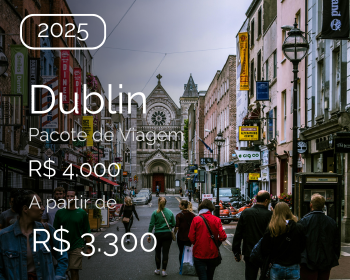 2025
Dublin
Pacote de Viagem
R$ 4.000
A partir de
R$ 3.300